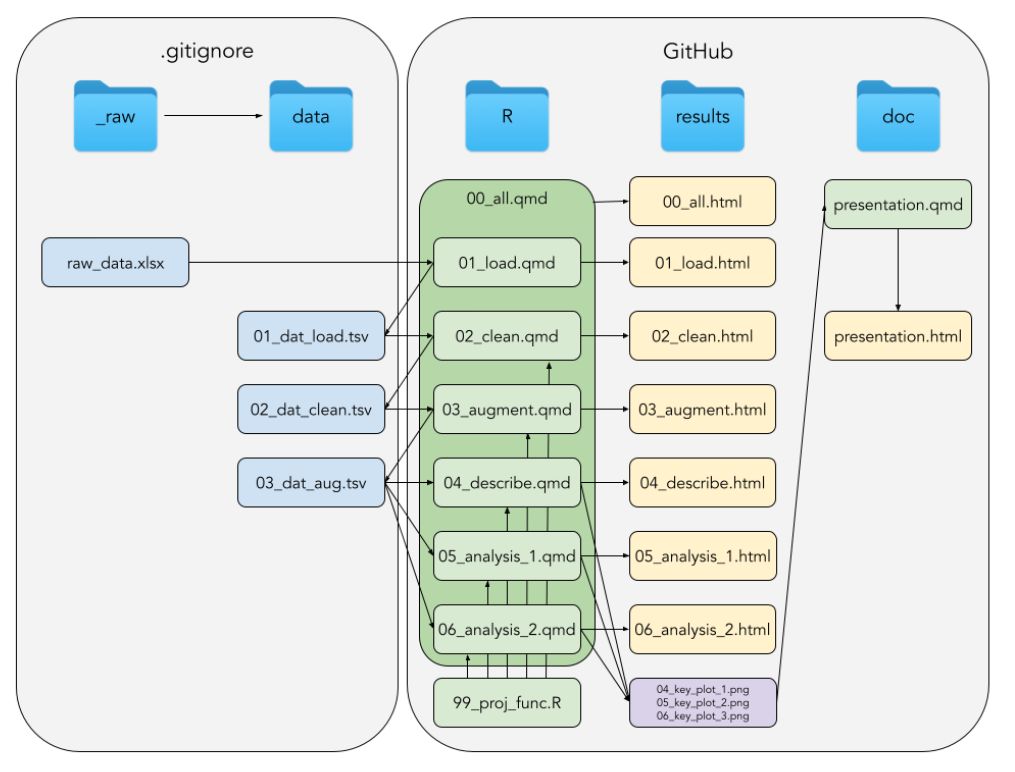 .gitignore
GitHub
_raw
data
R
results
doc
00_all.qmd
00_all.html
presentation.qmd
raw_data.xlsx
01_load.qmd
01_load.html
01_dat_load.tsv
02_clean.qmd
02_clean.html
presentation.html
02_dat_clean.tsv
03_augment.qmd
03_augment.html
03_dat_aug.tsv
04_describe.qmd
04_describe.html
05_analysis_1.qmd
05_analysis_1.html
06_analysis_2.qmd
06_analysis_2.html
99_proj_func.R
04_key_plot_1.png
05_key_plot_2.png
06_key_plot_3.png